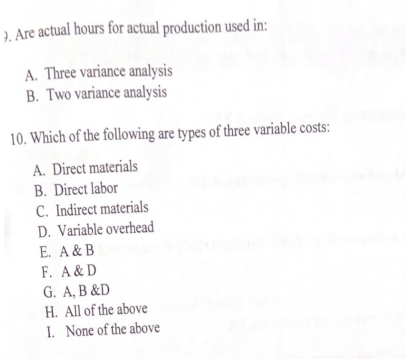 9. Are actual hours for actual production used in:
A. Three variance analysis
B. Two variance analysis
10. Which of the following are types of three variable costs:
A. Direct materials
B. Direct labor
C. Indirect materials
D. Variable overhead
E. A & B
F. A & D
G. A, B &D
H. All of the above
I. None of the above